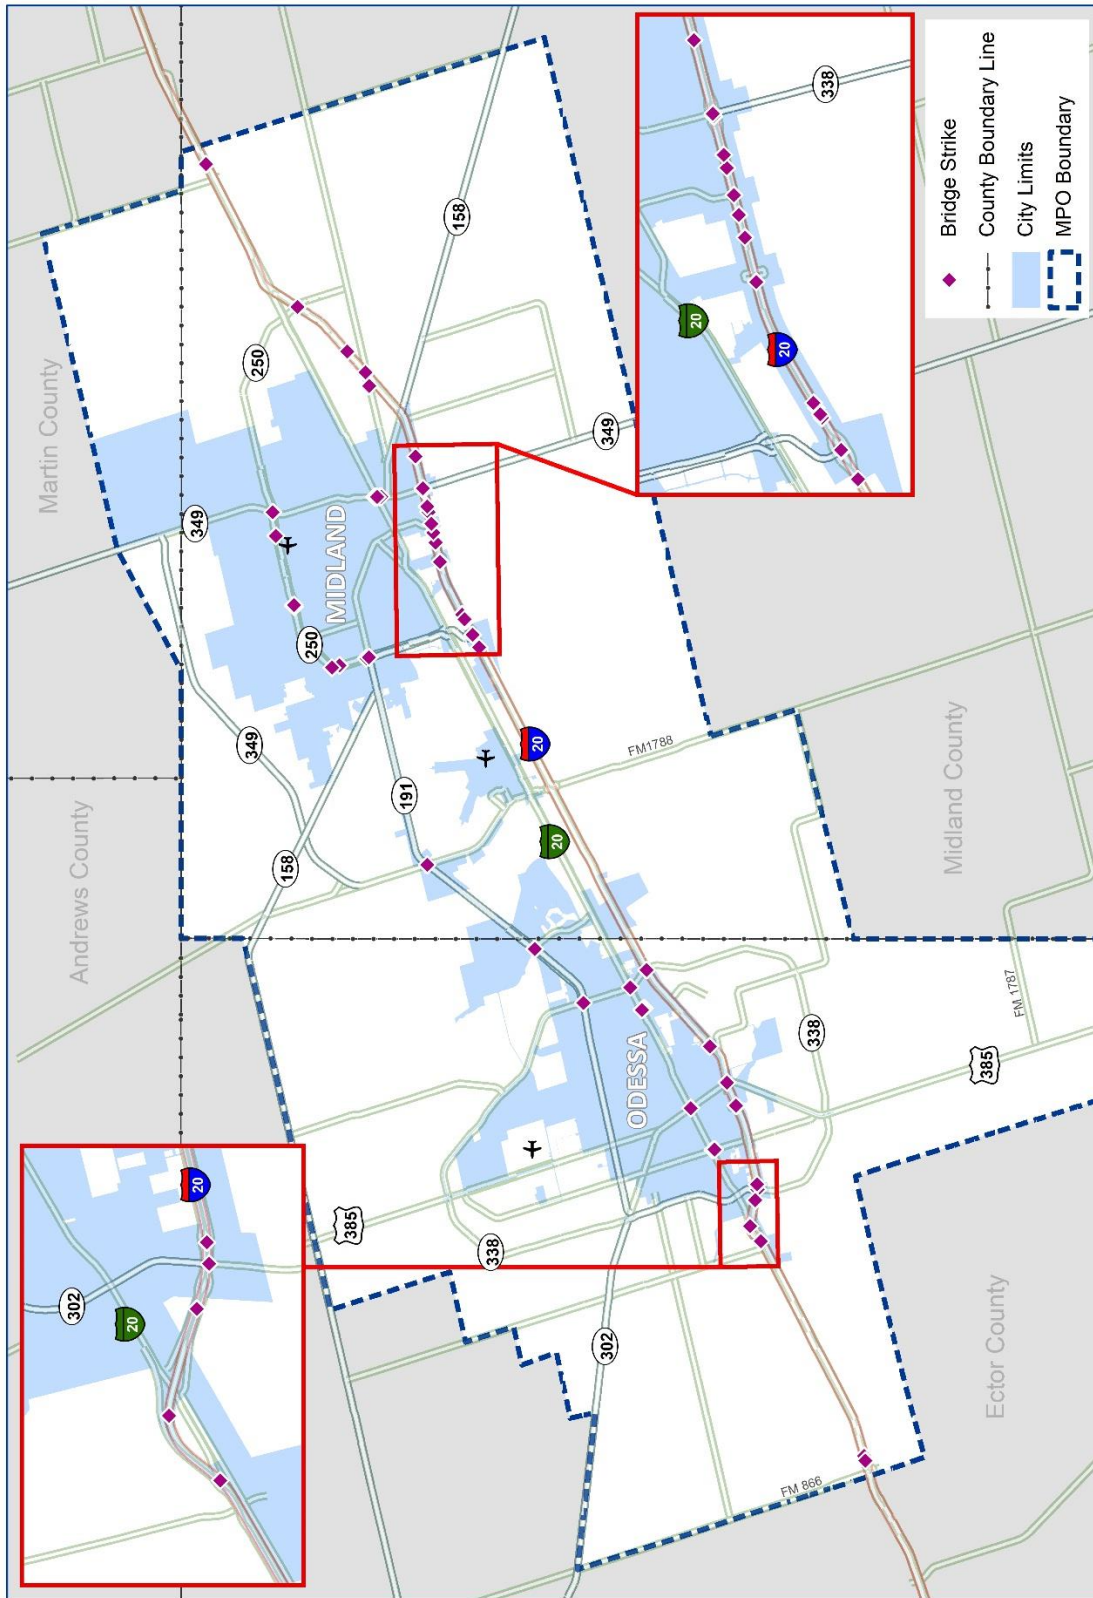 302
20
20
385
338
302
FM 866
Ector County
Andrews County
158
349
191
ODESSA
385
338
FM 1787
20
20
FM1788
Midland County
Martin County
349
250
250
MIDLAND
158
349
20
20
338
Bridge Strike
County Boundary Line
City Limits
MPO Boundary